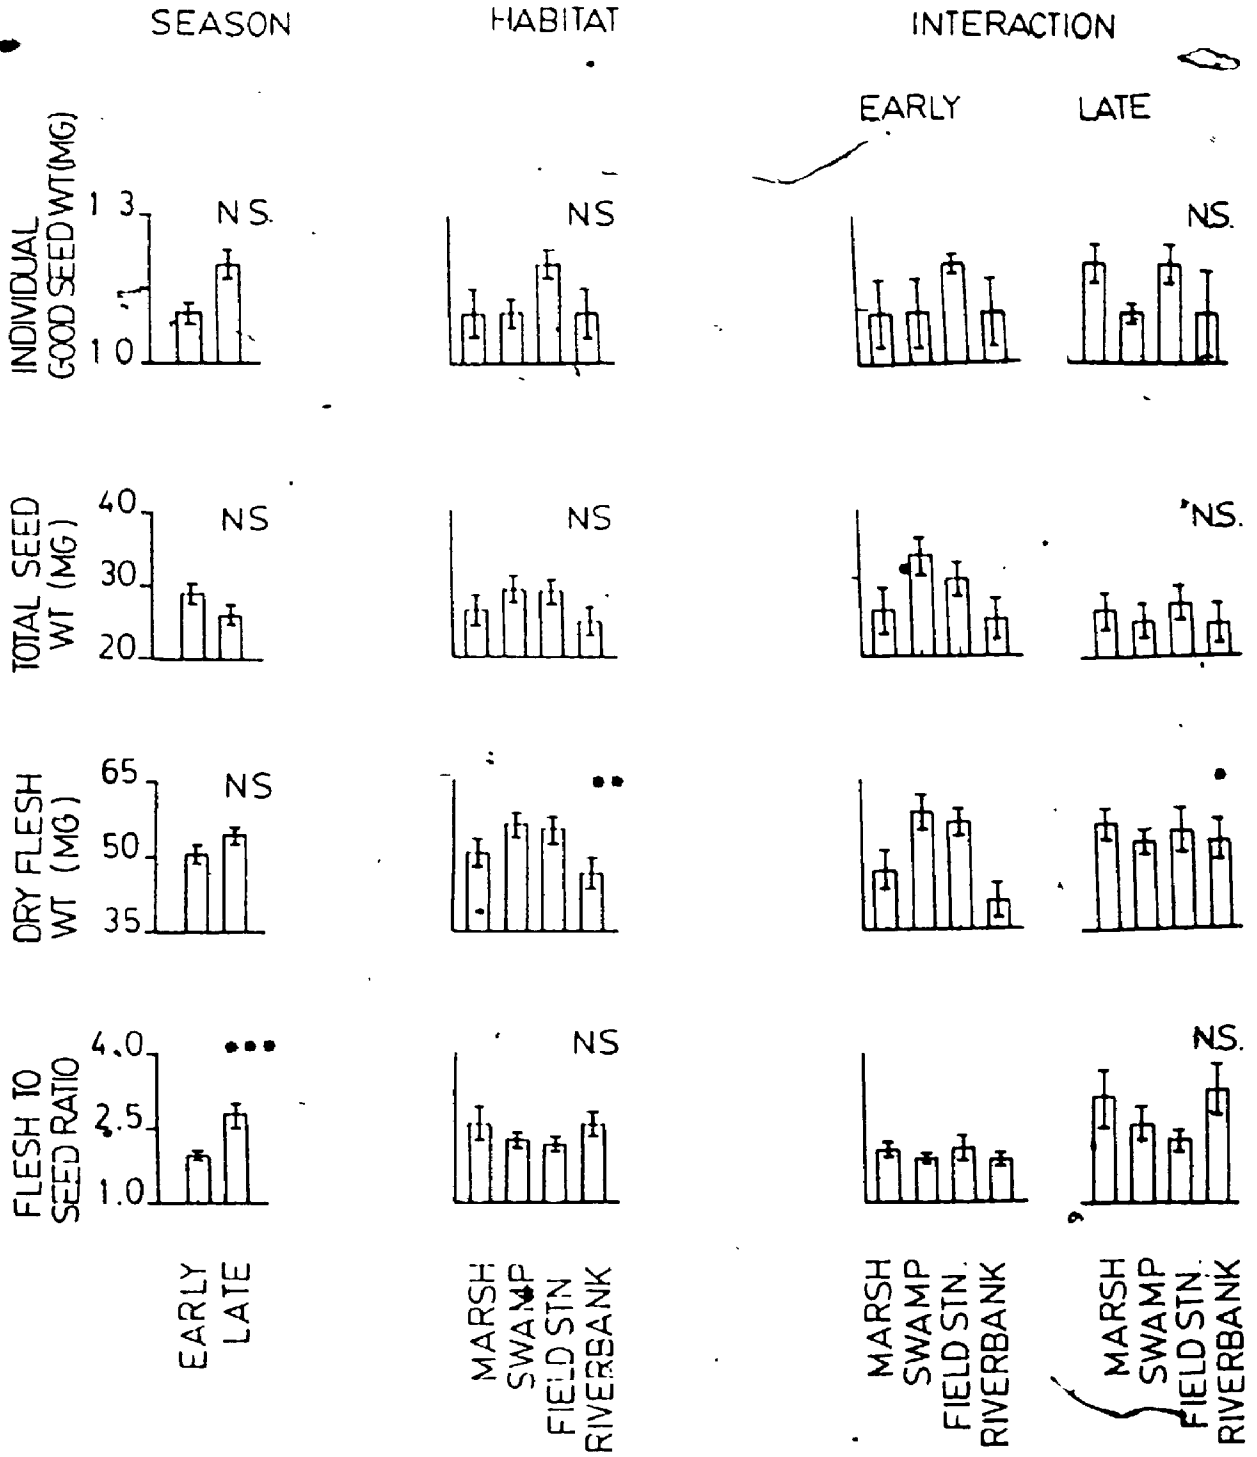 SEASON HABITAT INTERACTION
EARLY LATE
INDIVIDUAL
GOOD SEED WT (MG)
1 3
1 0
NS.
NS
NS.
TOTAL SEED
WT (MG)
40
30
20
NS
NS
NS.
DRY FLESH
WT (MG)
65
50
35
NS
••
•
FLESH TO
SEED RATIO
4.0
2.5
1.0
•••
NS
NS.
EARLY
LATE
MARSH
SWAMP
FIELD STN
RIVERBANK
MARSH
SWAMP
FIELD STN.
RIVERBANK
MARSH
SWAMP
FIELD STN.
RIVERBANK